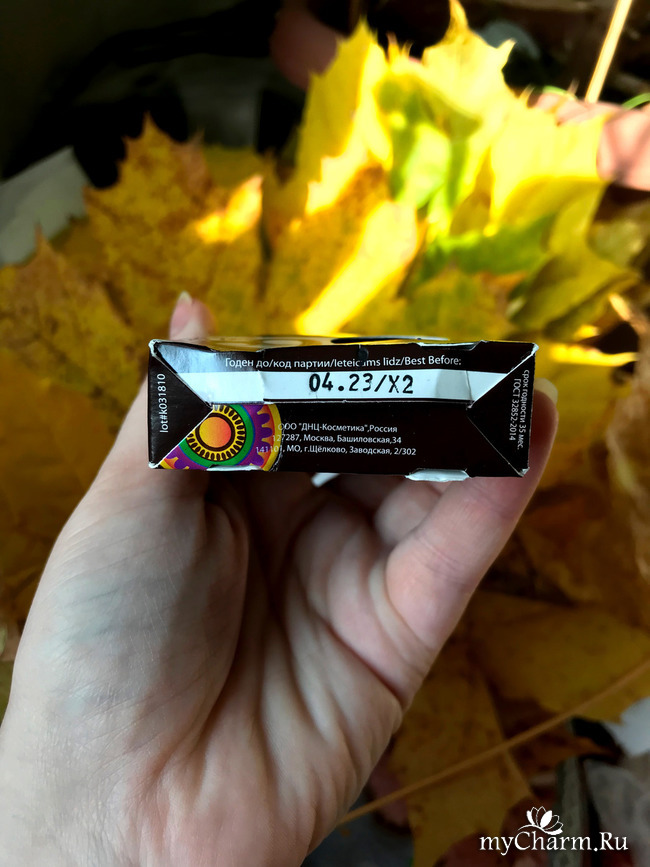 Годен до/код партии/leteicams lidz/Best Before;
04.23/X2
lot#k031810
ООО "ДНЦ-Косметика",Россия
127287, Москва, Башиловская,34
141101, МО, г.Щёлково, Заводская, 2/302
срок годности 35 мес.
ГОСТ 32852-2014
myCharm.Ru